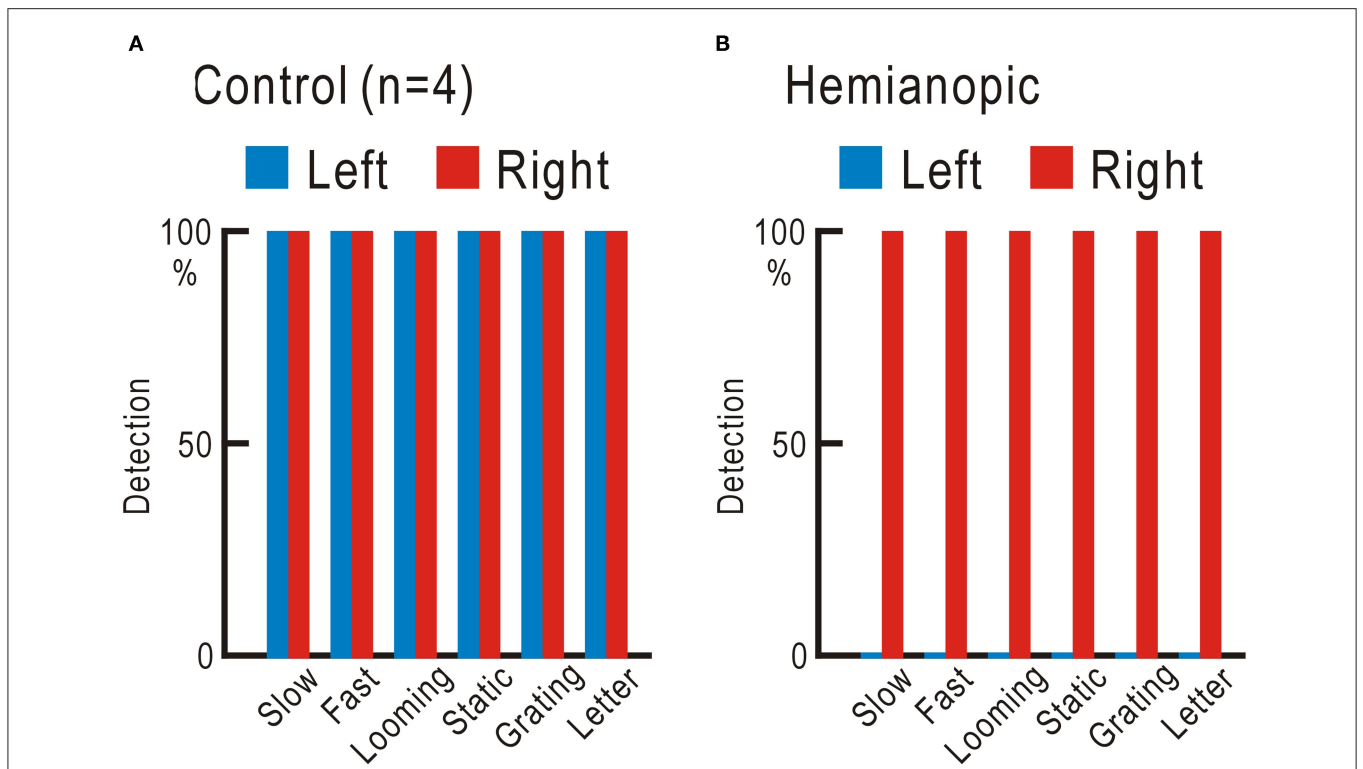 A
Control (n=4)
Left Right
100
%
50
0
Detection
Slow Fast Looming Static Grating Letter
B
Hemianopic
Left Right
100
%
50
0
Detection
Slow Fast Looming Static Grating Letter